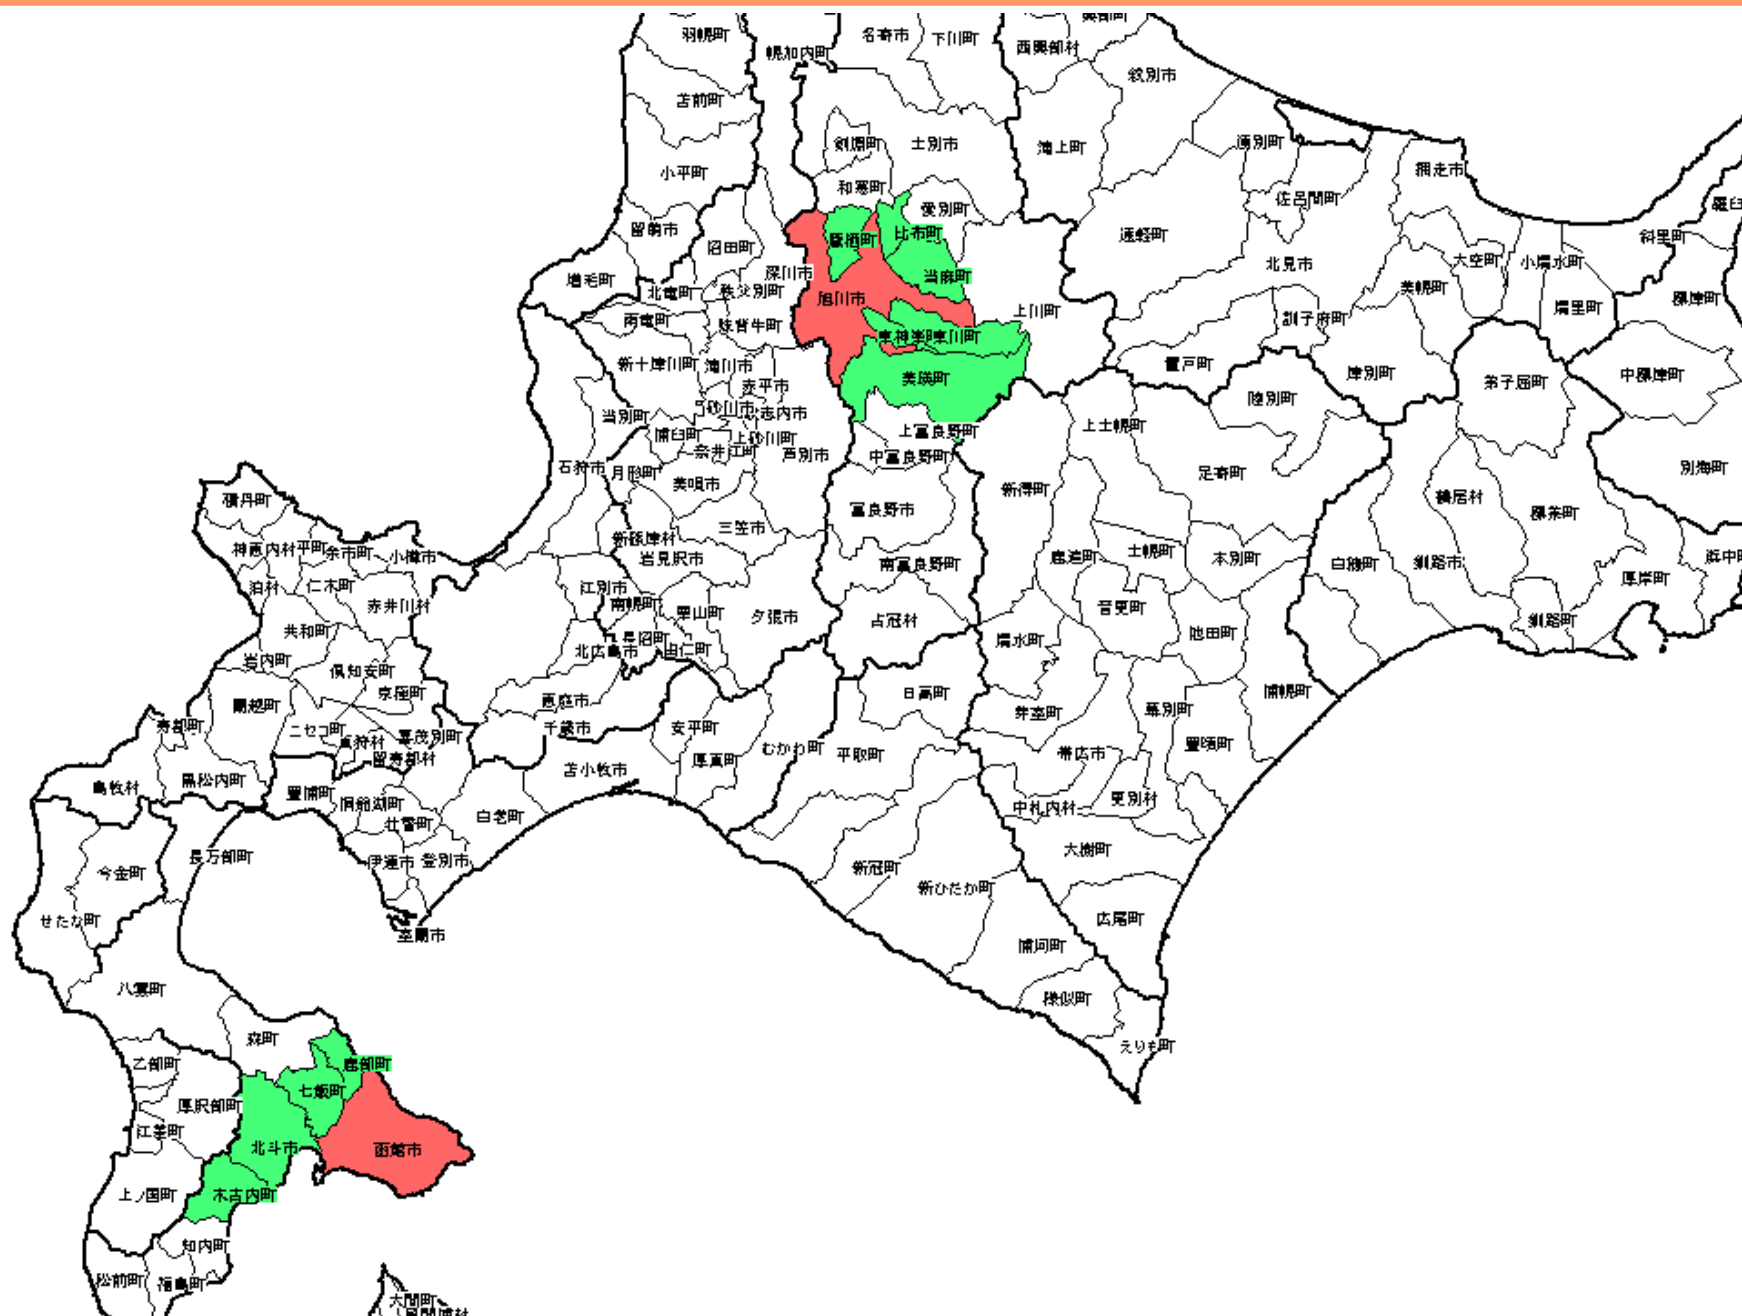 羽幌町
幌加内町
名寄市
下川町
興部町
西興部村
紋別市
苫前町
小平町
剣淵町
士別市
滝上町
湧別町
網走市
和寒町
愛別町
佐呂間町
羅臼
留萌市
沼田町
鷹栖町
比布町
遠軽町
斜里町
増毛町
深川市
北竜町
秩父別町
当麻町
北見市
大空町
小清水町
美幌町
標津町
旭川市
上川町
雨竜町
妹背牛町
訓子府町
清里町
東神楽町
東川町
新十津川町
滝川市
置戸町
津別町
弟子屈町
中標津町
赤平市
美瑛町
陸別町
当別町
砂川市
歌志内市
浦臼町
上砂川町
上富良野町
上士幌町
奈井江町
芦別市
中富良野町
石狩市
月形町
美唄市
新得町
足寄町
別海町
積丹町
富良野市
鶴居村
標茶町
三笠市
新篠津村
岩見沢市
神恵内村
古平町
余市町
小樽市
南富良野町
鹿追町
士幌町
本別町
白糠町
釧路市
浜中町
厚岸町
泊村
仁木町
赤井川村
江別市
南幌町
栗山町
夕張市
占冠村
音更町
池田町
釧路町
共和町
長沼町
北広島市
由仁町
清水町
岩内町
倶知安町
京極町
日高町
浦幌町
蘭越町
恵庭市
千歳市
安平町
芽室町
幕別町
寿都町
ニセコ町
真狩村
喜茂別町
留寿都村
むかわ町
平取町
帯広市
豊頃町
厚真町
苫小牧市
島牧村
黒松内町
豊浦町
洞爺湖町
壮瞥町
白老町
中札内村
更別村
長万部町
伊達市
登別市
大樹町
今金町
新冠町
新ひだか町
せたな町
室蘭市
広尾町
浦河町
八雲町
様似町
森町
えりも町
乙部町
鹿部町
七飯町
厚沢部町
江差町
北斗市
函館市
上ノ国町
木古内町
知内町
松前町
福島町
大間町
風間浦村